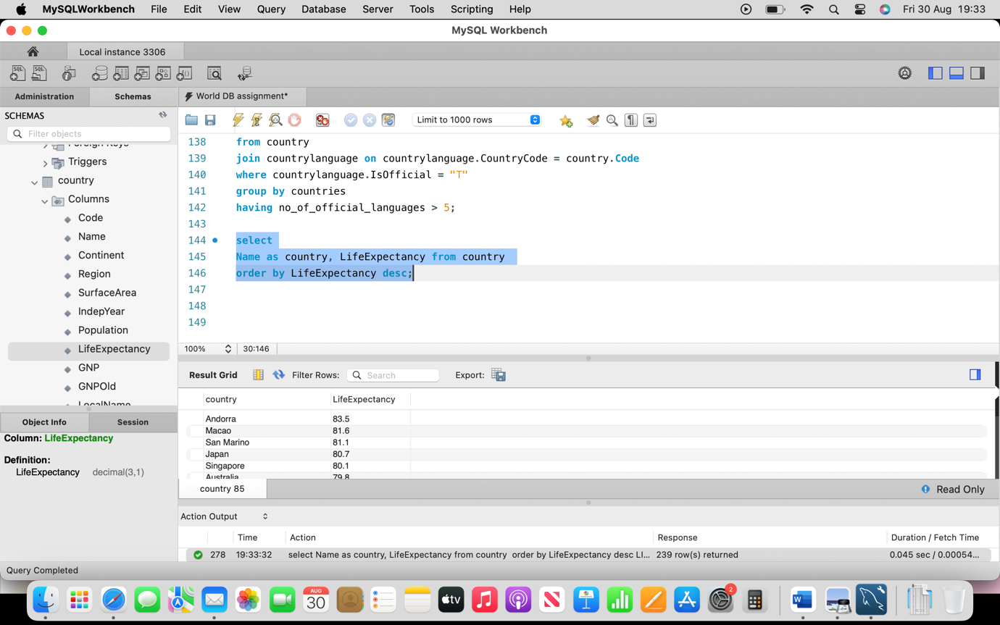 MySQLWorkbench File Edit View Query Database Server Tools Scripting Help Fri 30 Aug 19:33
MySQL Workbench
Local instance 3306
Administration Schemas World DB assignment*
SCHEMAS
Filter objects
Limit to 1000 rows
Foreign Keys
Triggers
country
Columns
Code
Name
Continent
Region
SurfaceArea
IndepYear
Population
LifeExpectancy
GNP
GNPOld
LocalName
138 from country
139 join countrylanguage on countrylanguage.CountryCode = country.Code
140 where countrylanguage.IsOfficial = "T"
141 group by countries
142 having no_of_official_languages > 5;
143
144 select
145 Name as country, LifeExpectancy from country
146 order by LifeExpectancy desc;
147
148
149
100% 30:146
Result Grid Filter Rows: Search Export:
country LifeExpectancy
Andorra 83.5
Macao 81.6
San Marino 81.1
Japan 80.7
Singapore 80.1
Australia 79.8
country 85 Read Only
Object Info Session
Column: LifeExpectancy
Definition:
LifeExpectancy decimal(3,1)
Action Output
Time Action Response Duration / Fetch Time
278 19:33:32 select Name as country, LifeExpectancy from country order by LifeExpectancy desc LI... 239 row(s) returned 0.045 sec / 0.00054...
Query Completed
AUG
30
tv
2
W